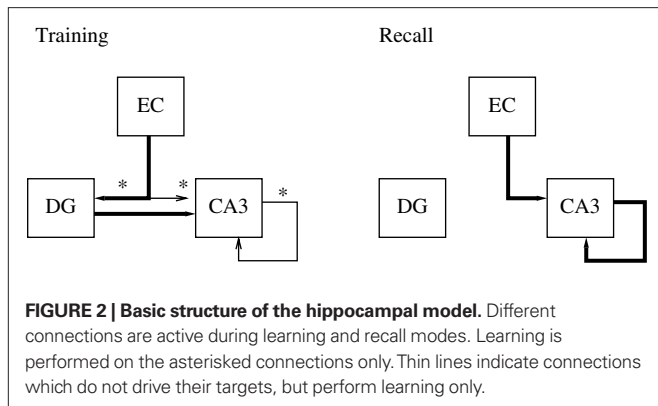 Training Recall
EC EC
* * *
DG CA3 DG CA3
FIGURE 2 | Basic structure of the hippocampal model. Different
connections are active during learning and recall modes. Learning is
performed on the asterisked connections only. Thin lines indicate connections
which do not drive their targets, but perform learning only.